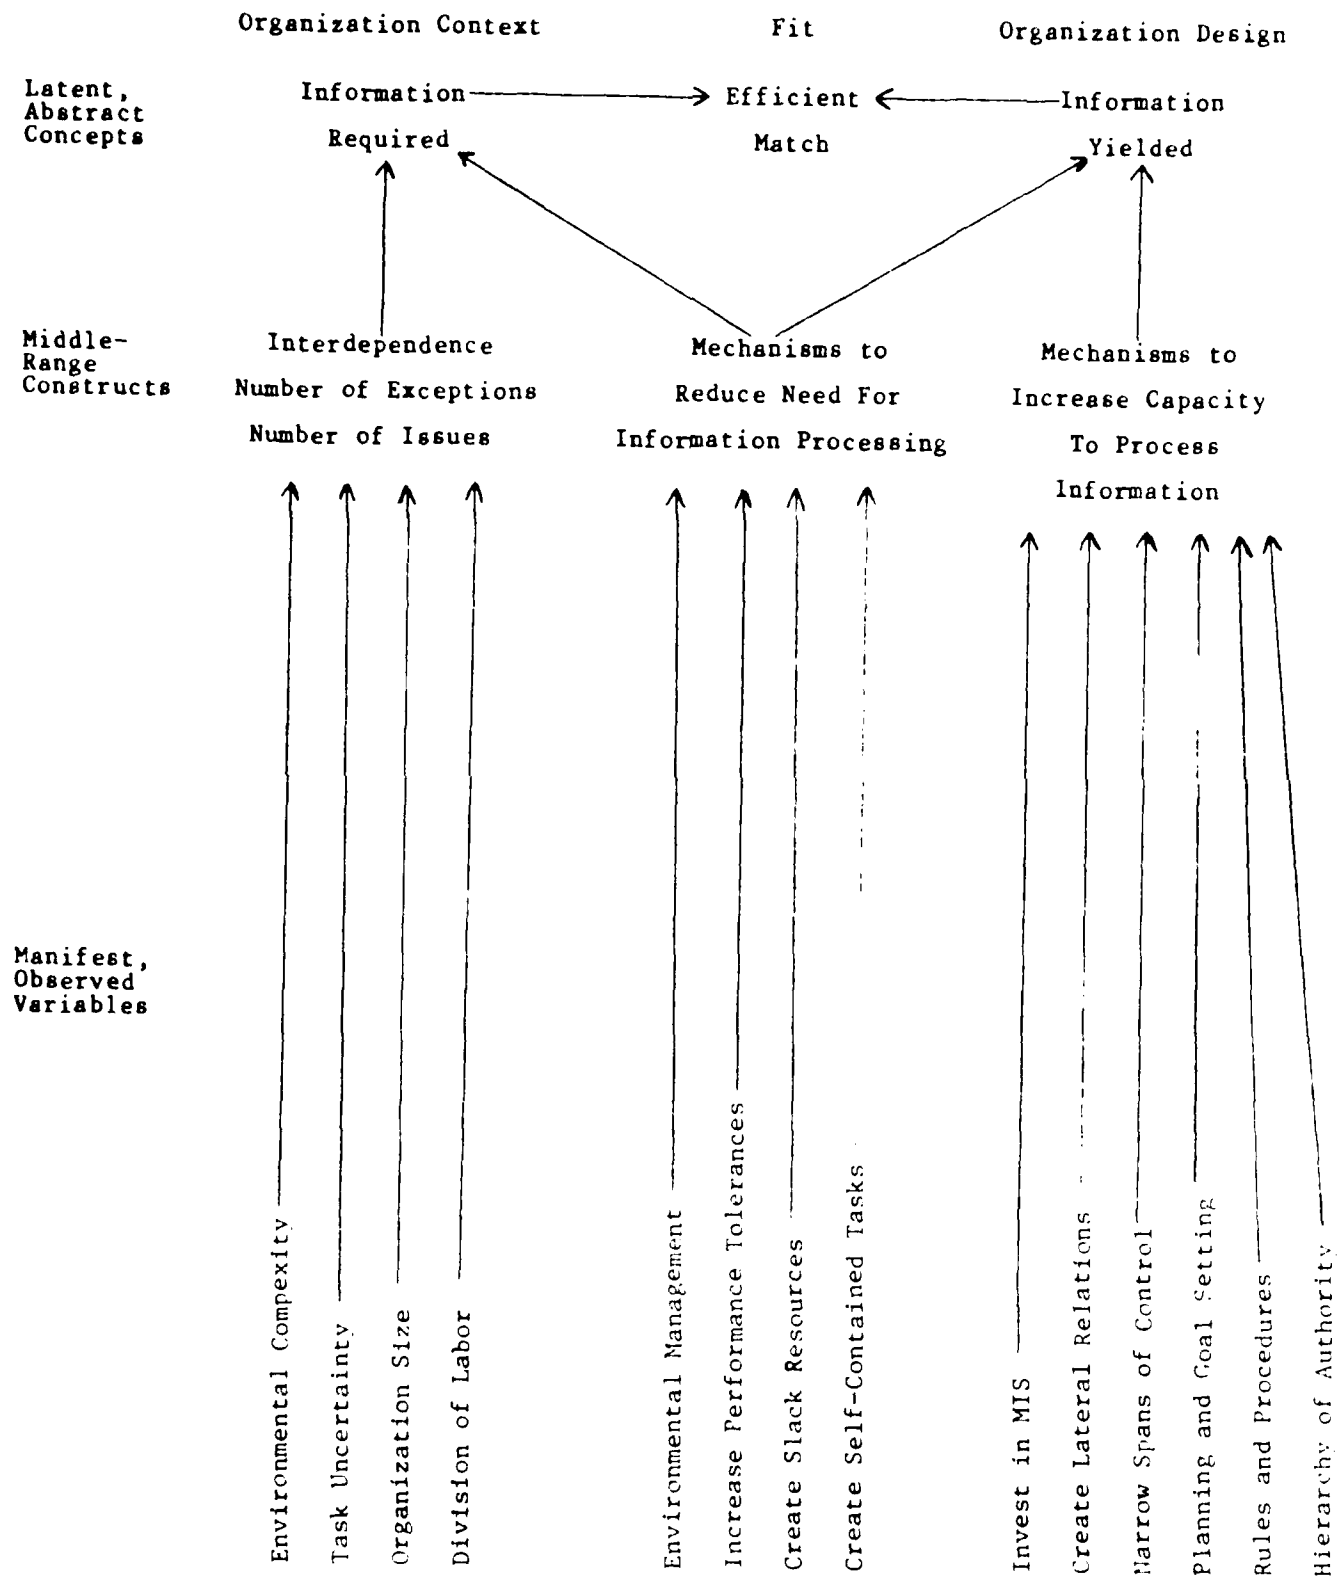 Organization Context
Fit
Organization Design
Latent,
Abstract
Concepts
Information
Required
Efficient
Match
Information
Yielded
Middle-
Range
Constructs
Interdependence
Number of Exceptions
Number of Issues
Mechanisms to
Reduce Need For
Information Processing
Mechanisms to
Increase Capacity
To Process
Information
Manifest,
Observed
Variables
Environmental Compexity
Task Uncertainty
Organization Size
Division of Labor
Environmental Management
Increase Performance Tolerances
Create Slack Resources
Create Self-Contained Tasks
Invest in MIS
Create Lateral Relations
Narrow Spans of Control
Planning and Goal Setting
Rules and Procedures
Hierarchy of Authority